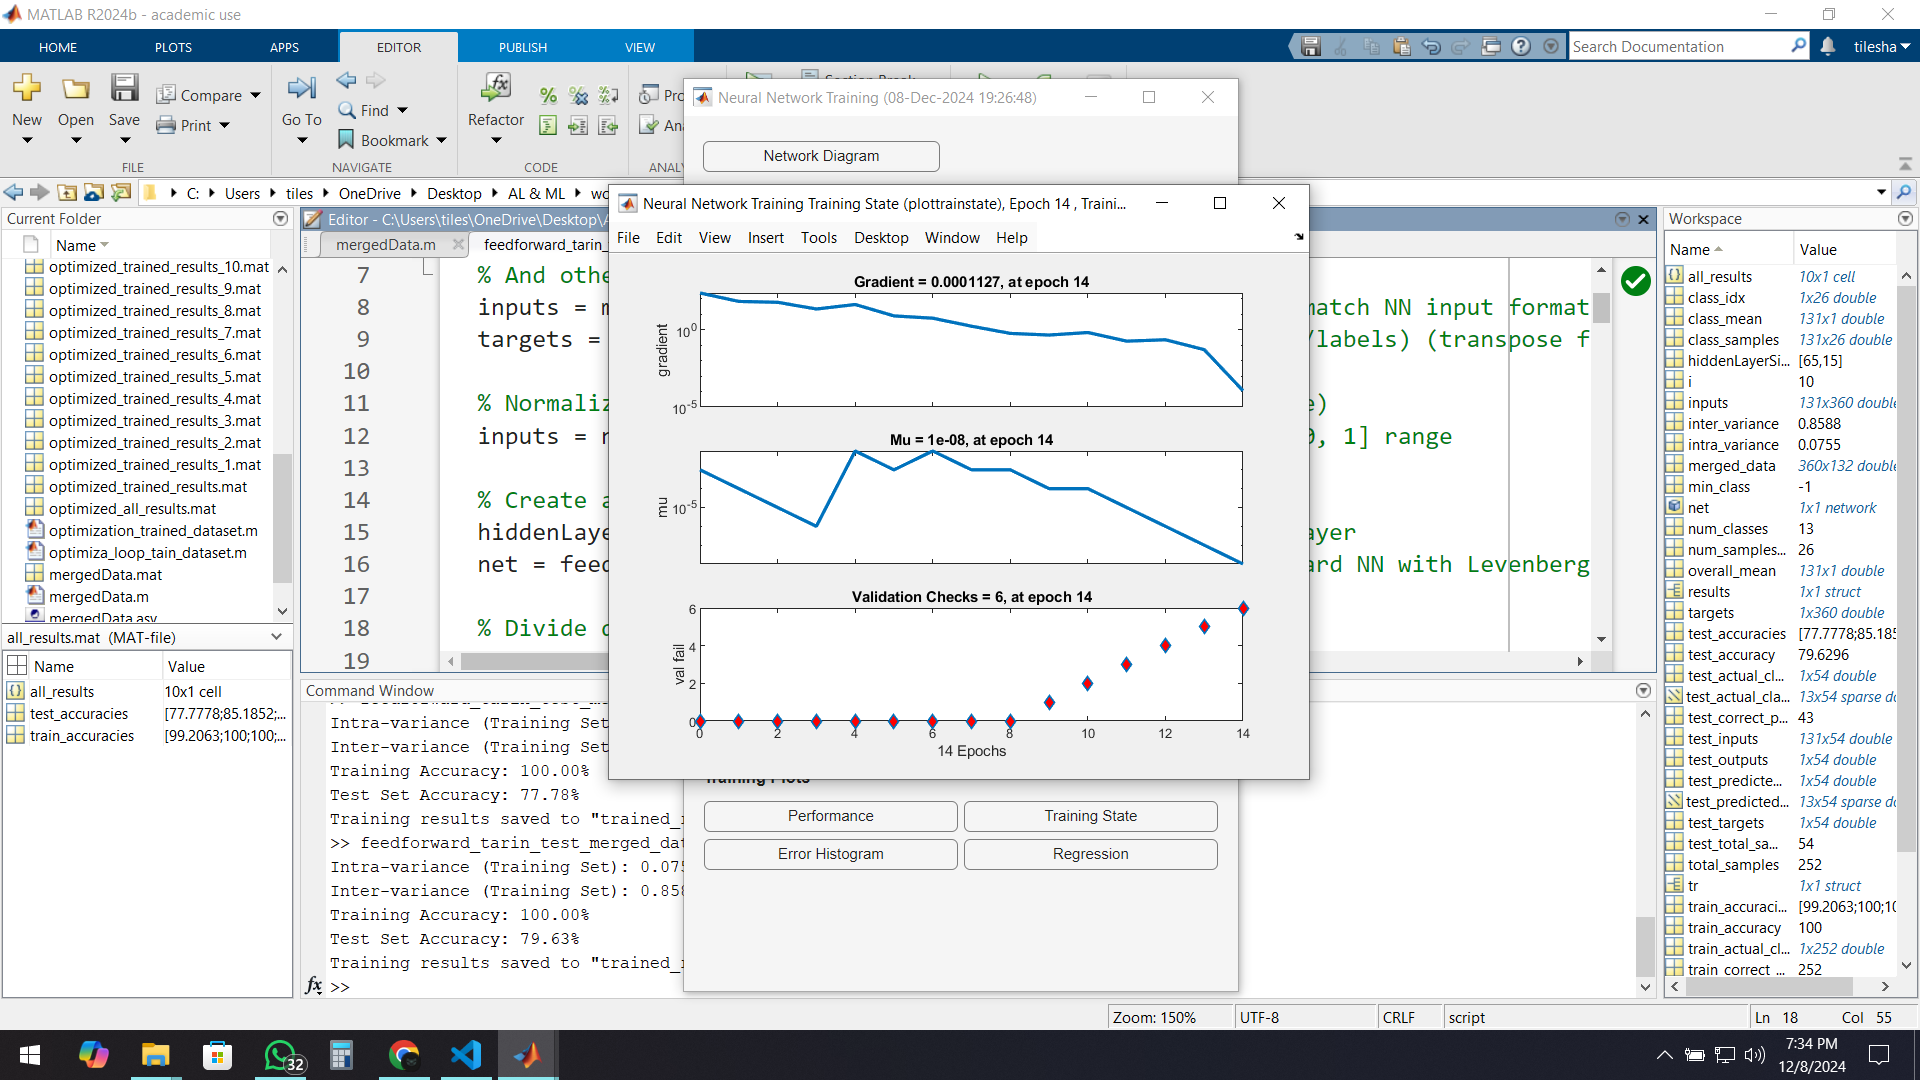 MATLAB R2024b - academic use
HOME PLOTS APPS EDITOR PUBLISH VIEW
Search Documentation
tilesha
New Open Save Compare Print
FILE
Go To Find Bookmark
NAVIGATE
Refactor
CODE
C: Users tiles OneDrive Desktop AL & ML
Current Folder
Name
optimized_trained_results_10.mat
optimized_trained_results_9.mat
optimized_trained_results_8.mat
optimized_trained_results_7.mat
optimized_trained_results_6.mat
optimized_trained_results_5.mat
optimized_trained_results_4.mat
optimized_trained_results_3.mat
optimized_trained_results_2.mat
optimized_trained_results_1.mat
optimized_trained_results.mat
optimized_all_results.mat
optimization_trained_dataset.m
optimiza_loop_tain_dataset.m
mergedData.mat
mergedData.m
mergedData.asv
all_results.mat (MAT-file)
Name Value
all_results 10x1 cell
test_accuracies [77.7778;85.1852;...
train_accuracies [99.2063;100;100;...
Editor - C:\Users\tiles\OneDrive\Desktop\
mergedData.m
feedforward_tarin_
7 % And othe
8 inputs = match NN input format
9 targets = /labels) (transpose f
10
11 % Normaliz e)
12 inputs = , 1] range
13
14 % Create a
15 hiddenLaye ayer
16 net = feed ard NN with Levenberg
17
18 % Divide
19
Command Window
Intra-variance (Training Set
Inter-variance (Training Set
Training Accuracy: 100.00%
Test Set Accuracy: 77.78%
Training results saved to "trained_
>> feedforward_tarin_test_merged_dat
Intra-variance (Training Set): 0.075
Inter-variance (Training Set): 0.858
Training Accuracy: 100.00%
Test Set Accuracy: 79.63%
Training results saved to "trained_
fx >>
Neural Network Training (08-Dec-2024 19:26:48)
Network Diagram
Neural Network Training Training State (plottrainstate), Epoch 14 , Traini...
File Edit View Insert Tools Desktop Window Help
Gradient = 0.0001127, at epoch 14
gradient
10^0
10^-5
Mu = 1e-08, at epoch 14
mu
10^-5
Validation Checks = 6, at epoch 14
val fail
6
4
2
0
0 2 4 6 8 10 12 14
14 Epochs
Training Plots
Performance Training State
Error Histogram Regression
Workspace
Name Value
all_results 10x1 cell
class_idx 1x26 double
class_mean 131x1 double
class_samples 131x26 double
hiddenLayerSi... [65,15]
i 10
inputs 131x360 double
inter_variance 0.8588
intra_variance 0.0755
merged_data 360x132 double
min_class -1
net 1x1 network
num_classes 13
num_samples... 26
overall_mean 131x1 double
results 1x1 struct
targets 1x360 double
test_accuracies [77.7778;85.185
test_accuracy 79.6296
test_actual_cl... 1x54 double
test_actual_cla... 13x54 sparse do
test_correct_p... 43
test_inputs 131x54 double
test_outputs 1x54 double
test_predicte... 1x54 double
test_predicted... 13x54 sparse do
test_targets 1x54 double
test_total_sa... 54
total_samples 252
tr 1x1 struct
train_accuraci... [99.2063;100;10
train_accuracy 100
train_actual_cl... 1x252 double
train_correct_... 252
Zoom: 150% UTF-8 CRLF script Ln 18 Col 55
32
7:34 PM
12/8/2024